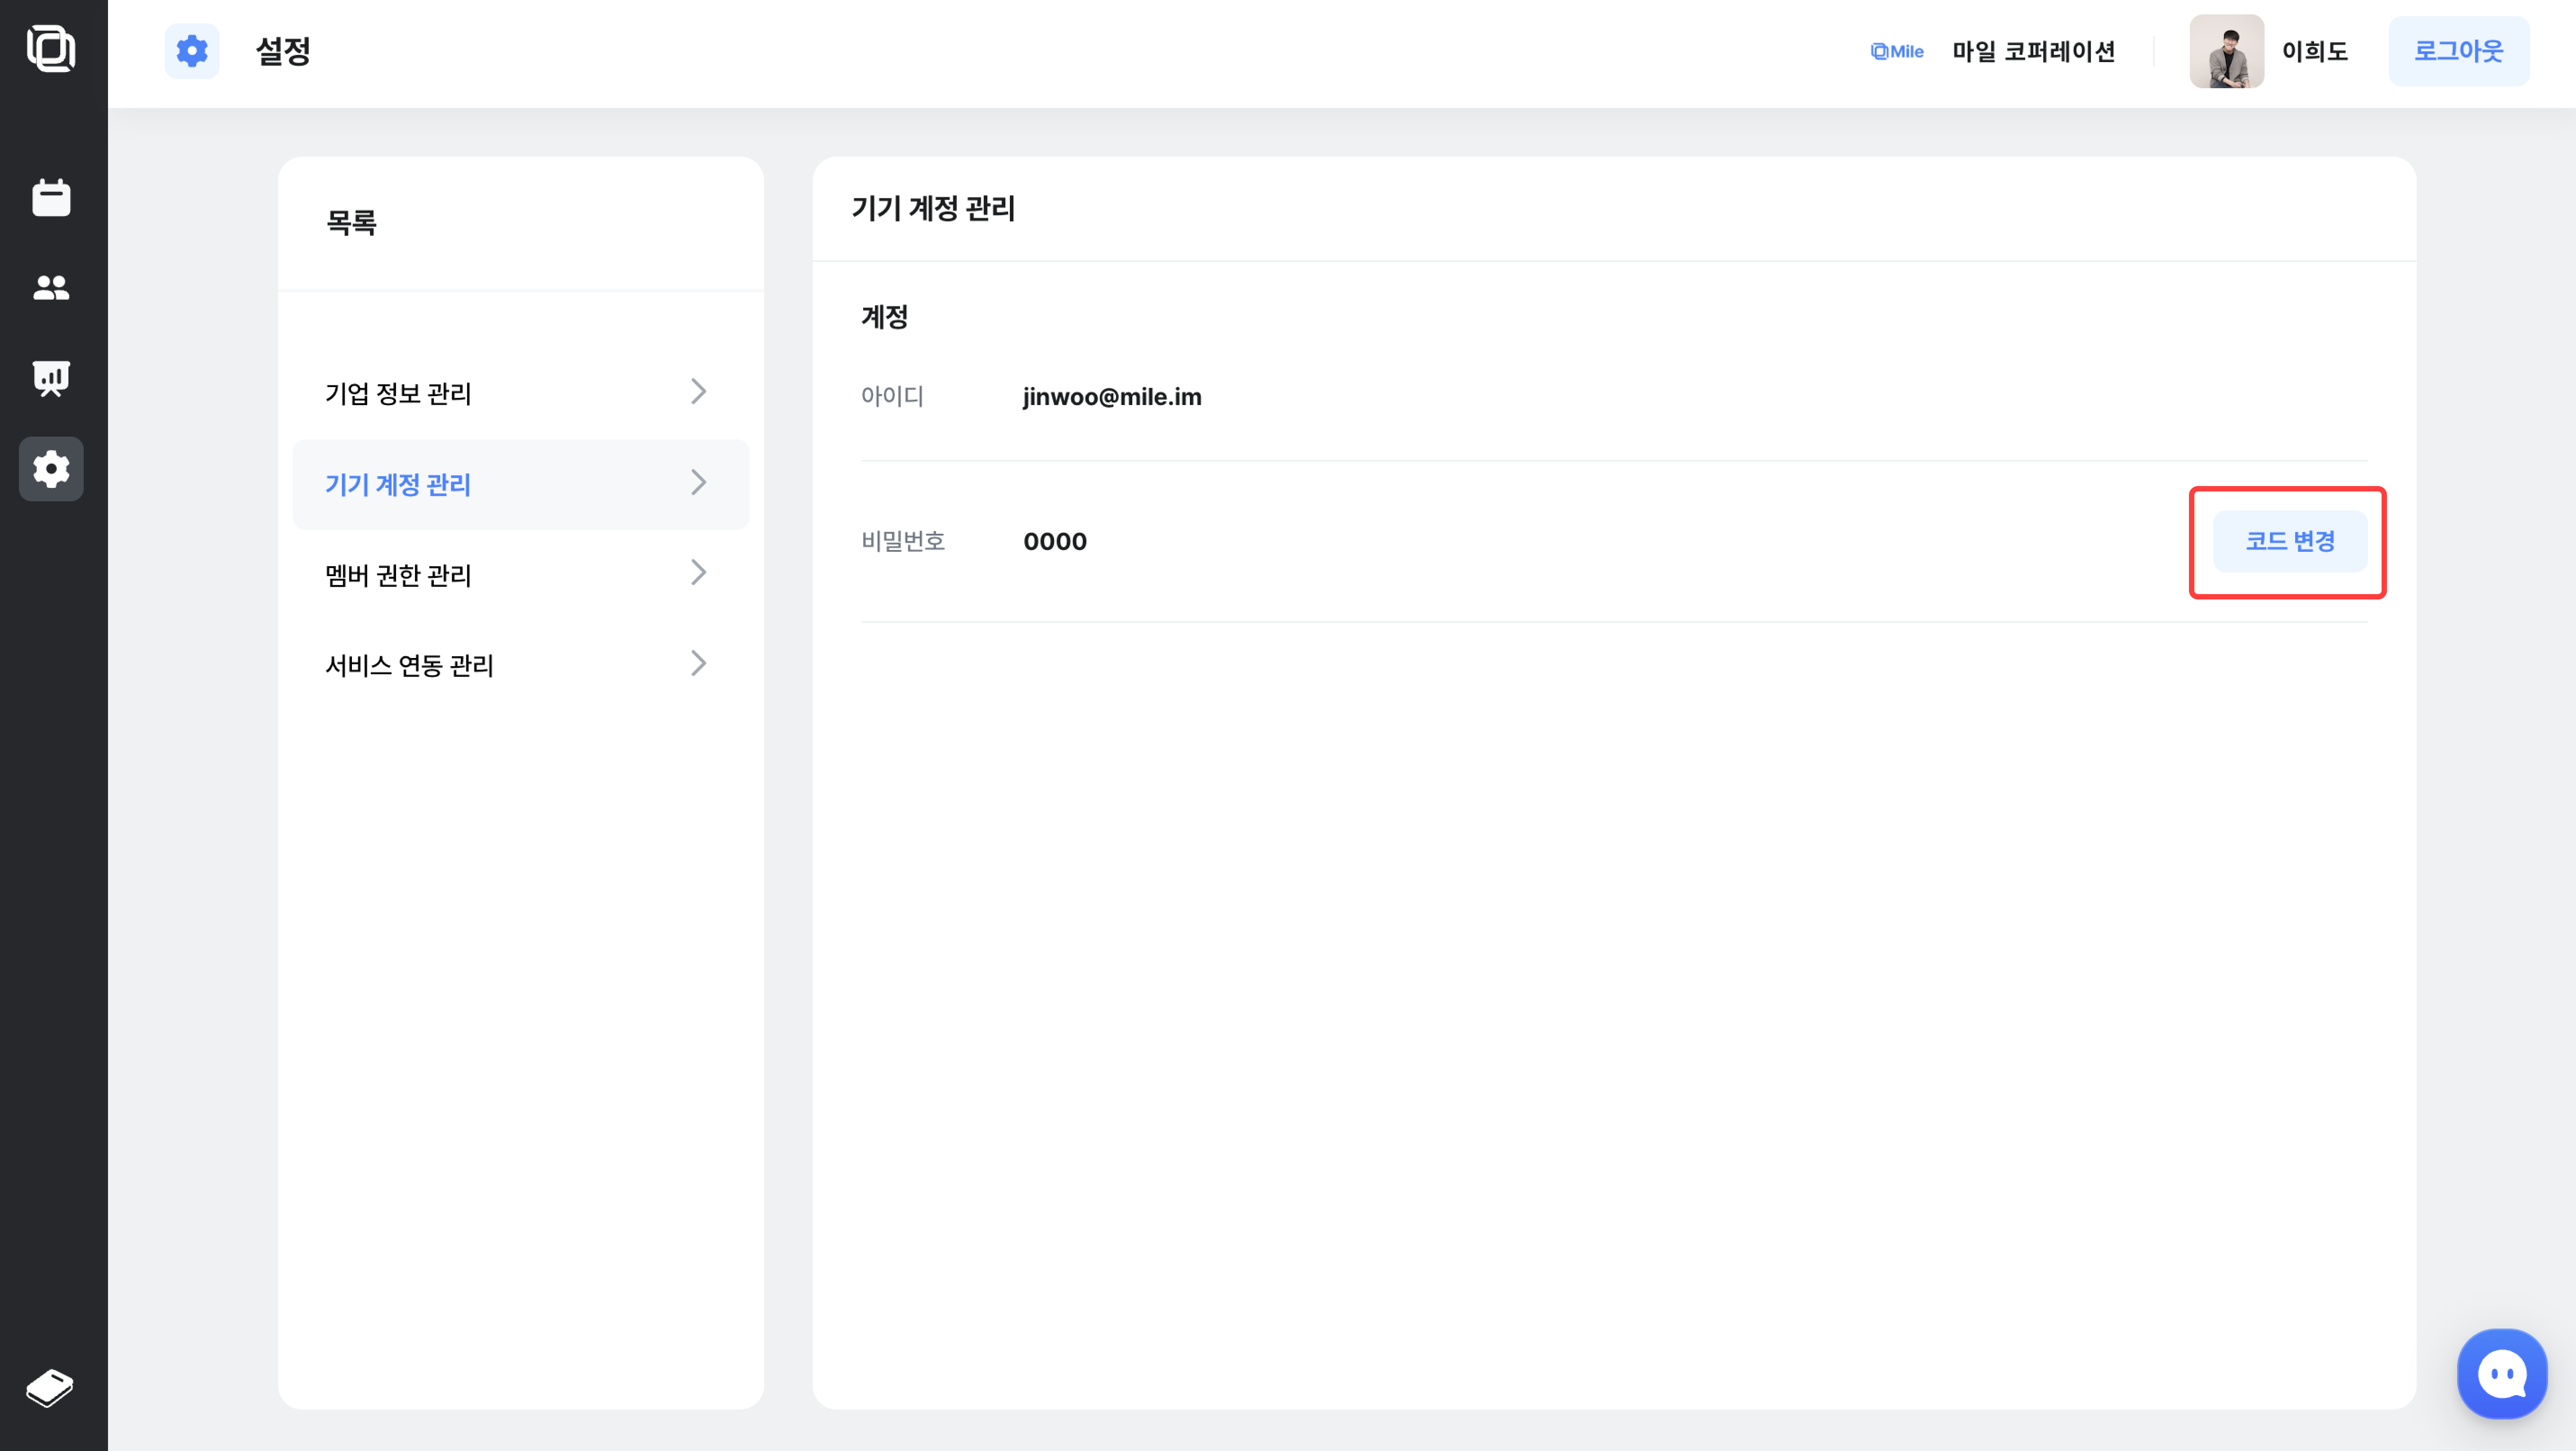 설정
Mile 마일 코퍼레이션 이희도 로그아웃
목록
기업 정보 관리
기기 계정 관리
멤버 권한 관리
서비스 연동 관리
기기 계정 관리
계정
아이디 jinwoo@mile.im
비밀번호 0000 코드 변경